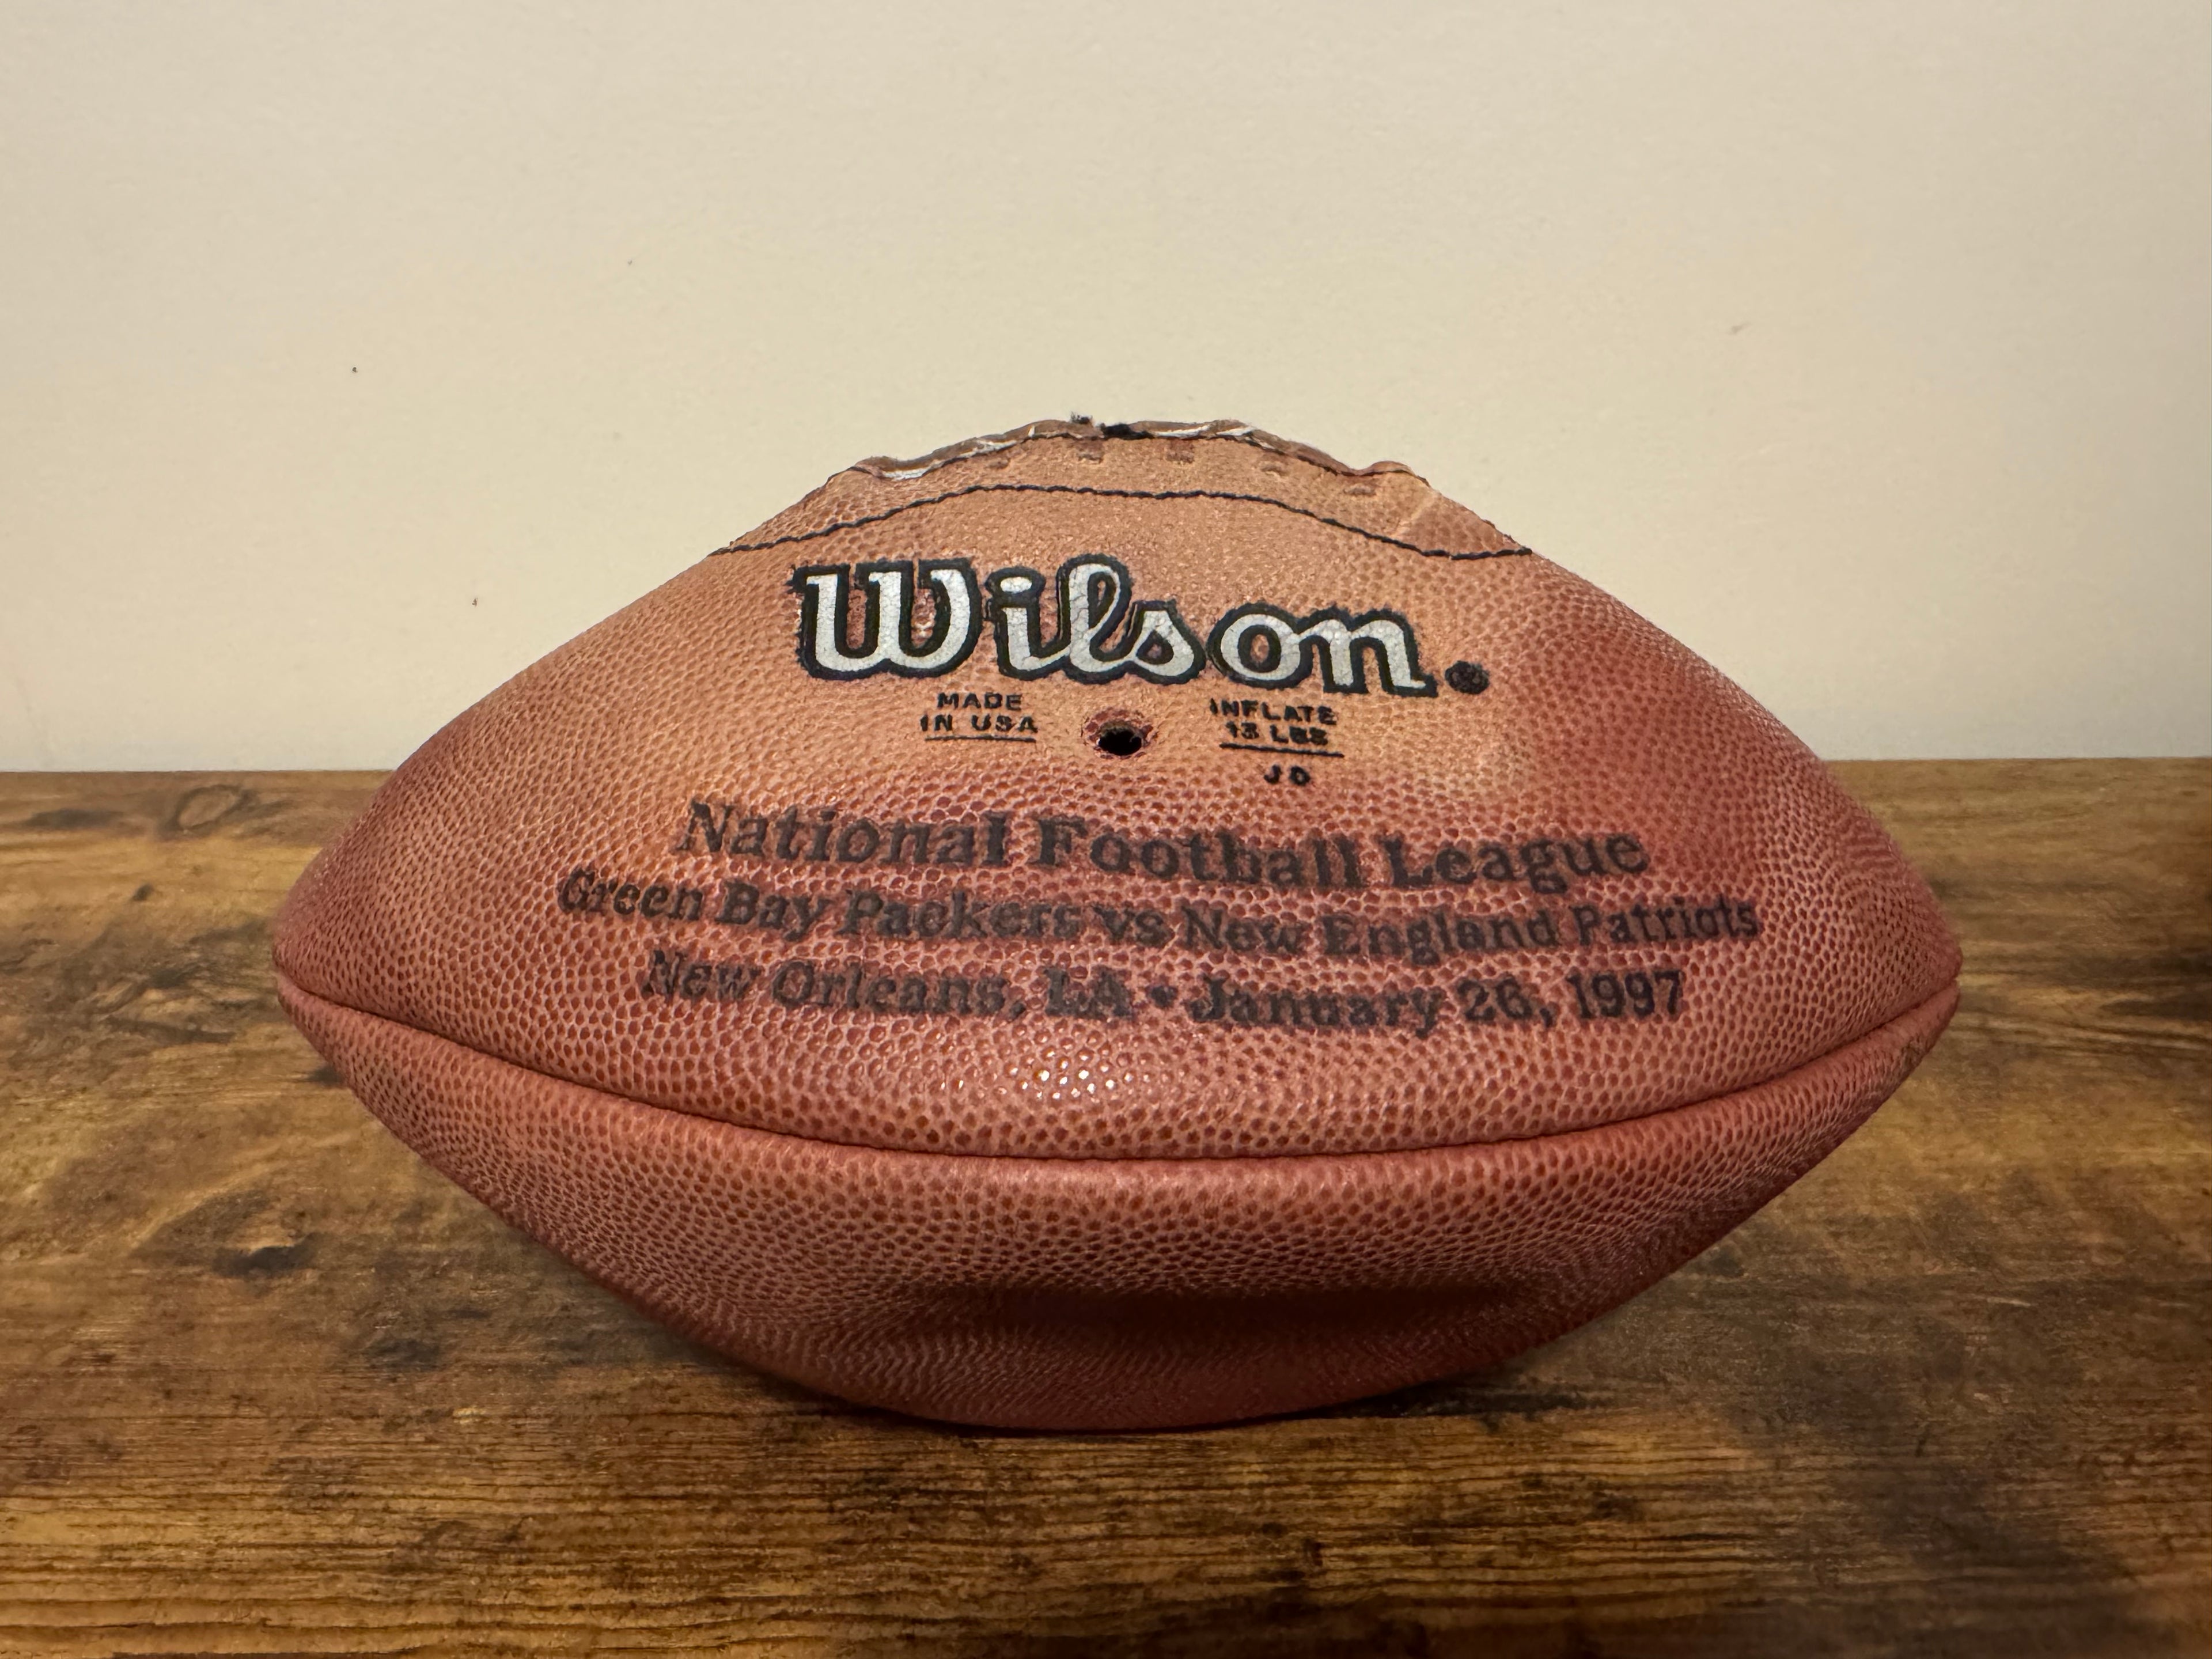 Wilson®
MADE
IN USA
INFLATE
13 LBS
JD
National Football League
Green Bay Packers vs New England Patriots
New Orleans, LA • January 26, 1997